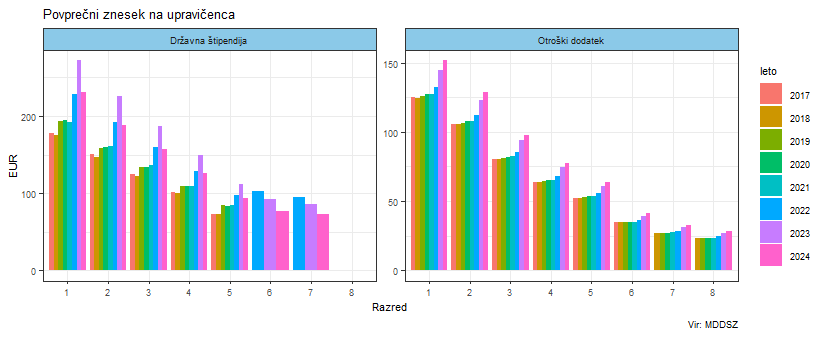 Povprečni znesek na upravičenca
Državna štipendija
Otroški dodatek
EUR
200
100
0
150
100
50
0
1 2 3 4 5 6 7 8
1 2 3 4 5 6 7 8
Razred
leto
2017
2018
2019
2020
2021
2022
2023
2024
Vir: MDDSZ